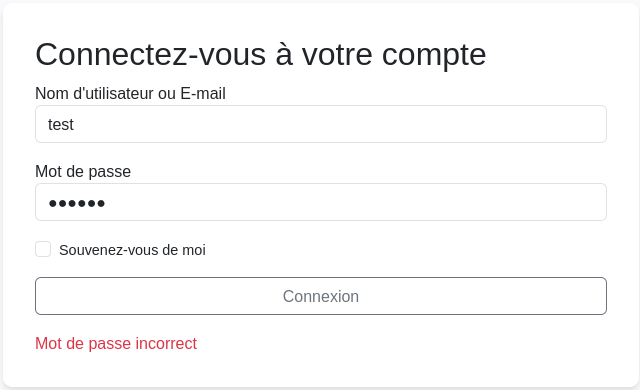 Connectez-vous à votre compte
Nom d'utilisateur ou E-mail
test
Mot de passe
●●●●●●
Souvenez-vous de moi
Connexion
Mot de passe incorrect